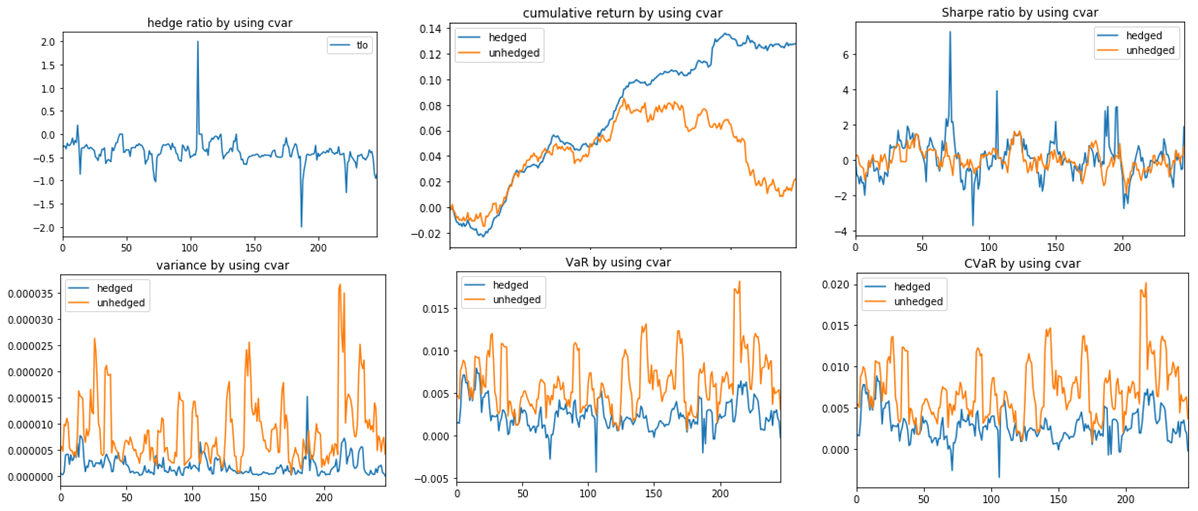 hedge ratio by using cvar
tlo
2.0
1.5
1.0
0.5
0.0
−0.5
−1.0
−1.5
−2.0
0 50 100 150 200
cumulative return by using cvar
hedged
unhedged
0.14
0.12
0.10
0.08
0.06
0.04
0.02
0.00
−0.02
Sharpe ratio by using cvar
hedged
unhedged
6
4
2
0
−2
−4
0 50 100 150 200
variance by using cvar
hedged
unhedged
0.000035
0.000030
0.000025
0.000020
0.000015
0.000010
0.000005
0.000000
0 50 100 150 200
VaR by using cvar
hedged
unhedged
0.015
0.010
0.005
0.000
−0.005
0 50 100 150 200
CVaR by using cvar
hedged
unhedged
0.020
0.015
0.010
0.005
0.000
0 50 100 150 200